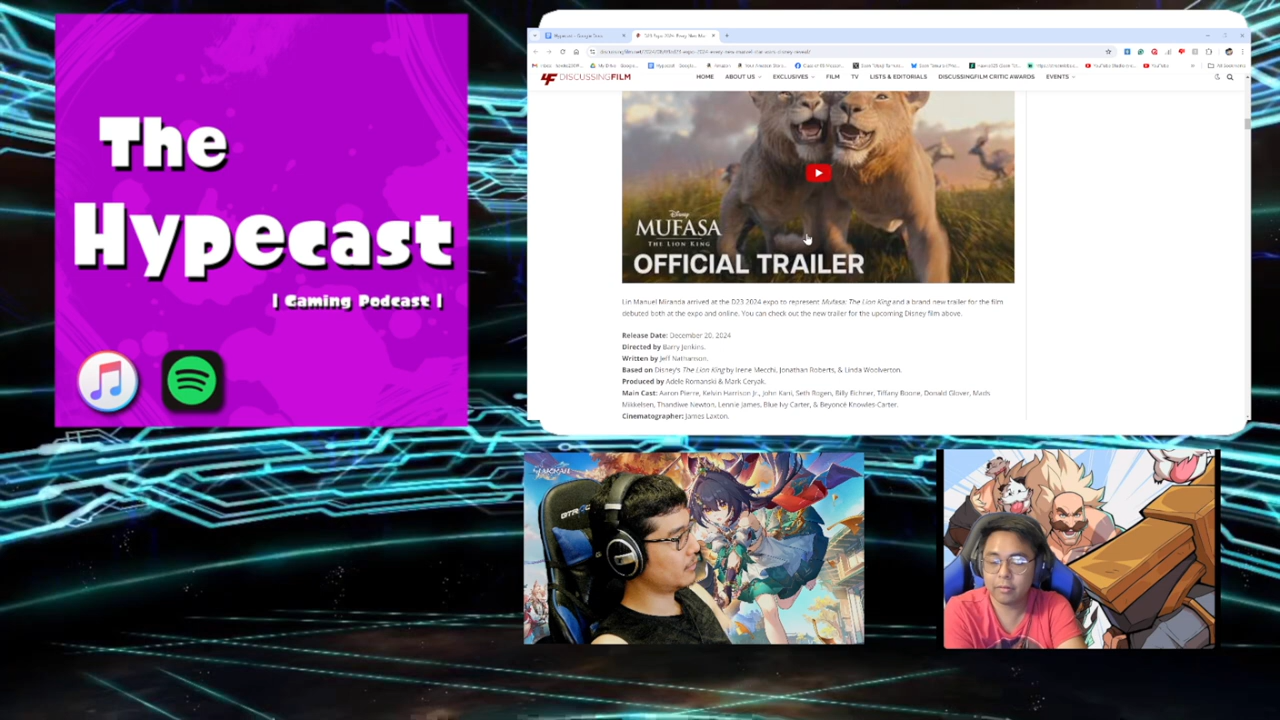 The
Hypecast
| Gaming Podcast |
DISCUSSINGFILM
HOME
ABOUT US
EXCLUSIVES
FILM
TV
LISTS & EDITORIALS
DISCUSSINGFILM CRITIC AWARDS
EVENTS
Disney
MUFASA
THE LION KING
OFFICIAL TRAILER
Lin Manuel Miranda arrived at the D23 2024 expo to represent Mufasa: The Lion King and a brand new trailer for the film
debuted both at the expo and online. You can check out the new trailer for the upcoming Disney film above.
Release Date: December 20, 2024
Directed by Barry Jenkins.
Written by Jeff Nathanson.
Based on Disney's The Lion King by Irene Mecchi, Jonathan Roberts, & Linda Woolverton.
Produced by Adele Romanski & Mark Ceryak.
Main Cast: Aaron Pierre, Kelvin Harrison Jr., John Kani, Seth Rogen, Billy Eichner, Tiffany Boone, Donald Glover, Mads
Mikkelsen, Thandiwe Newton, Lennie James, Blue Ivy Carter, & Beyoncé Knowles-Carter.
Cinematographer: James Laxton.